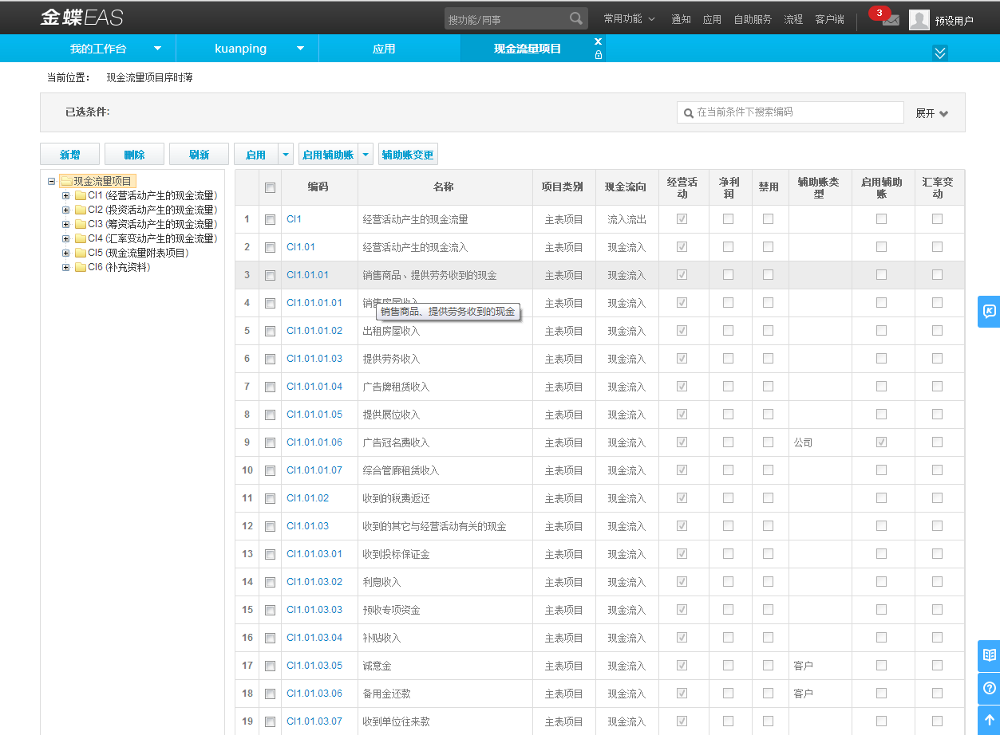 金蝶EAS 搜功能/同事 常用功能 通知 应用 自助服务 流程 客户端 3 预设用户
我的工作台 kuanping 应用 现金流量项目 x
当前位置： 现金流量项目序时薄
已选条件: 在当前条件下搜索编码 展开
新增 删除 刷新 启用 启用辅助账 辅助账变更
现金流量项目
CI1 (经营活动产生的现金流量)
CI2 (投资活动产生的现金流量)
CI3 (筹资活动产生的现金流量)
CI4 (汇率变动产生的现金流量)
CI5 (现金流量附表项目)
CI6 (补充资料)
编码 名称 项目类别 现金流向 经营活动 净利润 禁用 辅助账类型 启用辅助账 汇率变动
1 CI1 经营活动产生的现金流量 主表项目 流入流出
2 CI1.01 经营活动产生的现金流入 主表项目 现金流入
3 CI1.01.01 销售商品、提供劳务收到的现金 主表项目 现金流入
4 CI1.01.01.01 销售房屋收入 主表项目 现金流入
销售商品、提供劳务收到的现金
5 CI1.01.01.02 出租房屋收入 主表项目 现金流入
6 CI1.01.01.03 提供劳务收入 主表项目 现金流入
7 CI1.01.01.04 广告牌租赁收入 主表项目 现金流入
8 CI1.01.01.05 提供展位收入 主表项目 现金流入
9 CI1.01.01.06 广告冠名费收入 主表项目 现金流入 公司
10 CI1.01.01.07 综合管廊租赁收入 主表项目 现金流入
11 CI1.01.02 收到的税费返还 主表项目 现金流入
12 CI1.01.03 收到的其它与经营活动有关的现金 主表项目 现金流入
13 CI1.01.03.01 收到投标保证金 主表项目 现金流入
14 CI1.01.03.02 利息收入 主表项目 现金流入
15 CI1.01.03.03 预收专项资金 主表项目 现金流入
16 CI1.01.03.04 补贴收入 主表项目 现金流入
17 CI1.01.03.05 诚意金 主表项目 现金流入 客户
18 CI1.01.03.06 备用金还款 主表项目 现金流入 客户
19 CI1.01.03.07 收到单位往来款 主表项目 现金流入